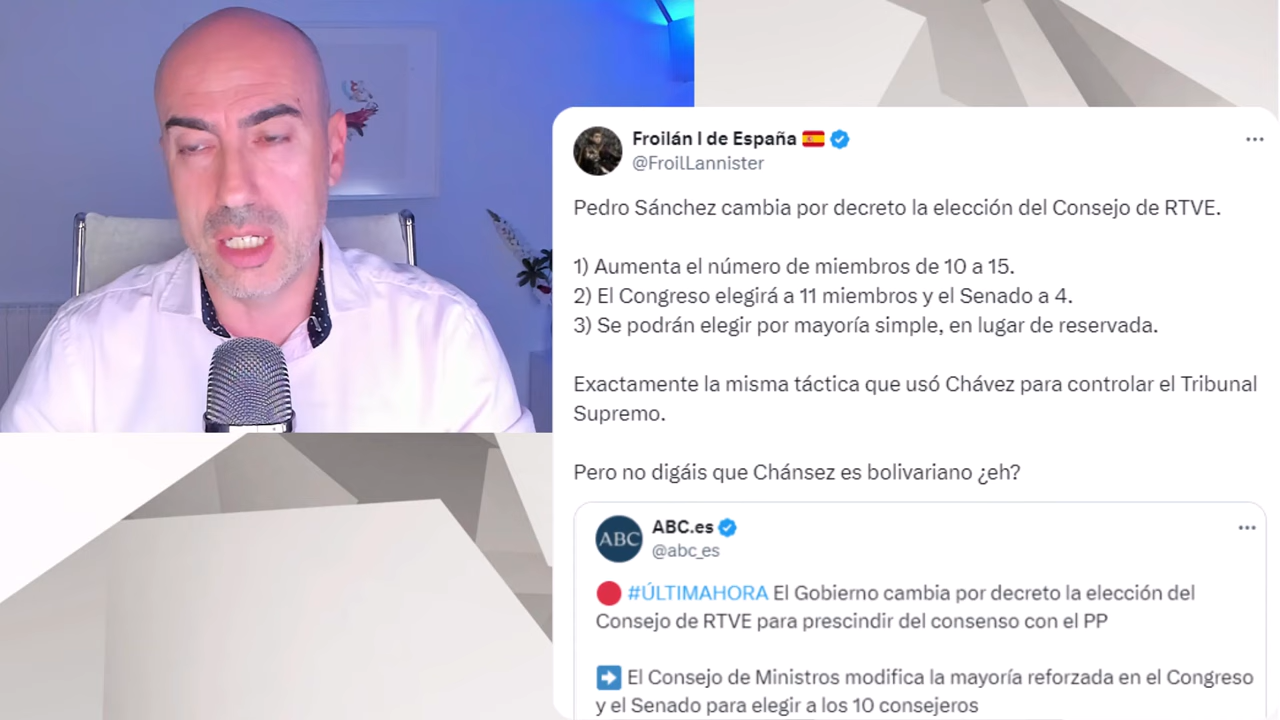 Froilán I de España
@FroilLannister
Pedro Sánchez cambia por decreto la elección del Consejo de RTVE.
1) Aumenta el número de miembros de 10 a 15.
2) El Congreso elegirá a 11 miembros y el Senado a 4.
3) Se podrán elegir por mayoría simple, en lugar de reservada.
Exactamente la misma táctica que usó Chávez para controlar el Tribunal
Supremo.
Pero no digáis que Chánsez es bolivariano ¿eh?
ABC
ABC.es
@abc_es
#ÚLTIMAHORA El Gobierno cambia por decreto la elección del
Consejo de RTVE para prescindir del consenso con el PP
El Consejo de Ministros modifica la mayoría reforzada en el Congreso
y el Senado para elegir a los 10 consejeros